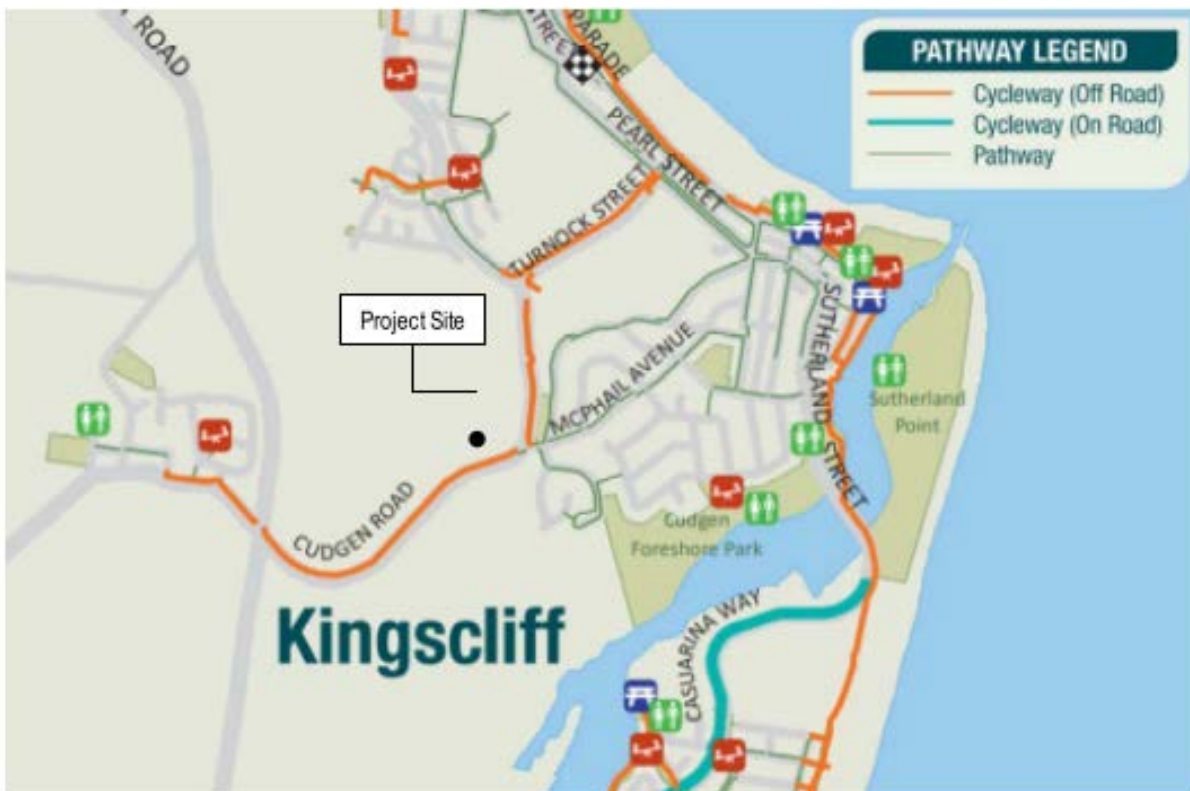 ROAD
STREET
PARADE
PATHWAY LEGEND
Cycleway (Off Road)
Cycleway (On Road)
Pathway
PEARL STREET
TURNOCK STREET
Project Site
SUTHERLAND STREET
MCPHAIL AVENUE
Sutherland
Point
CUDGEN ROAD
Cudgen
Foreshore Park
Kingscliff
CASUARINA WAY